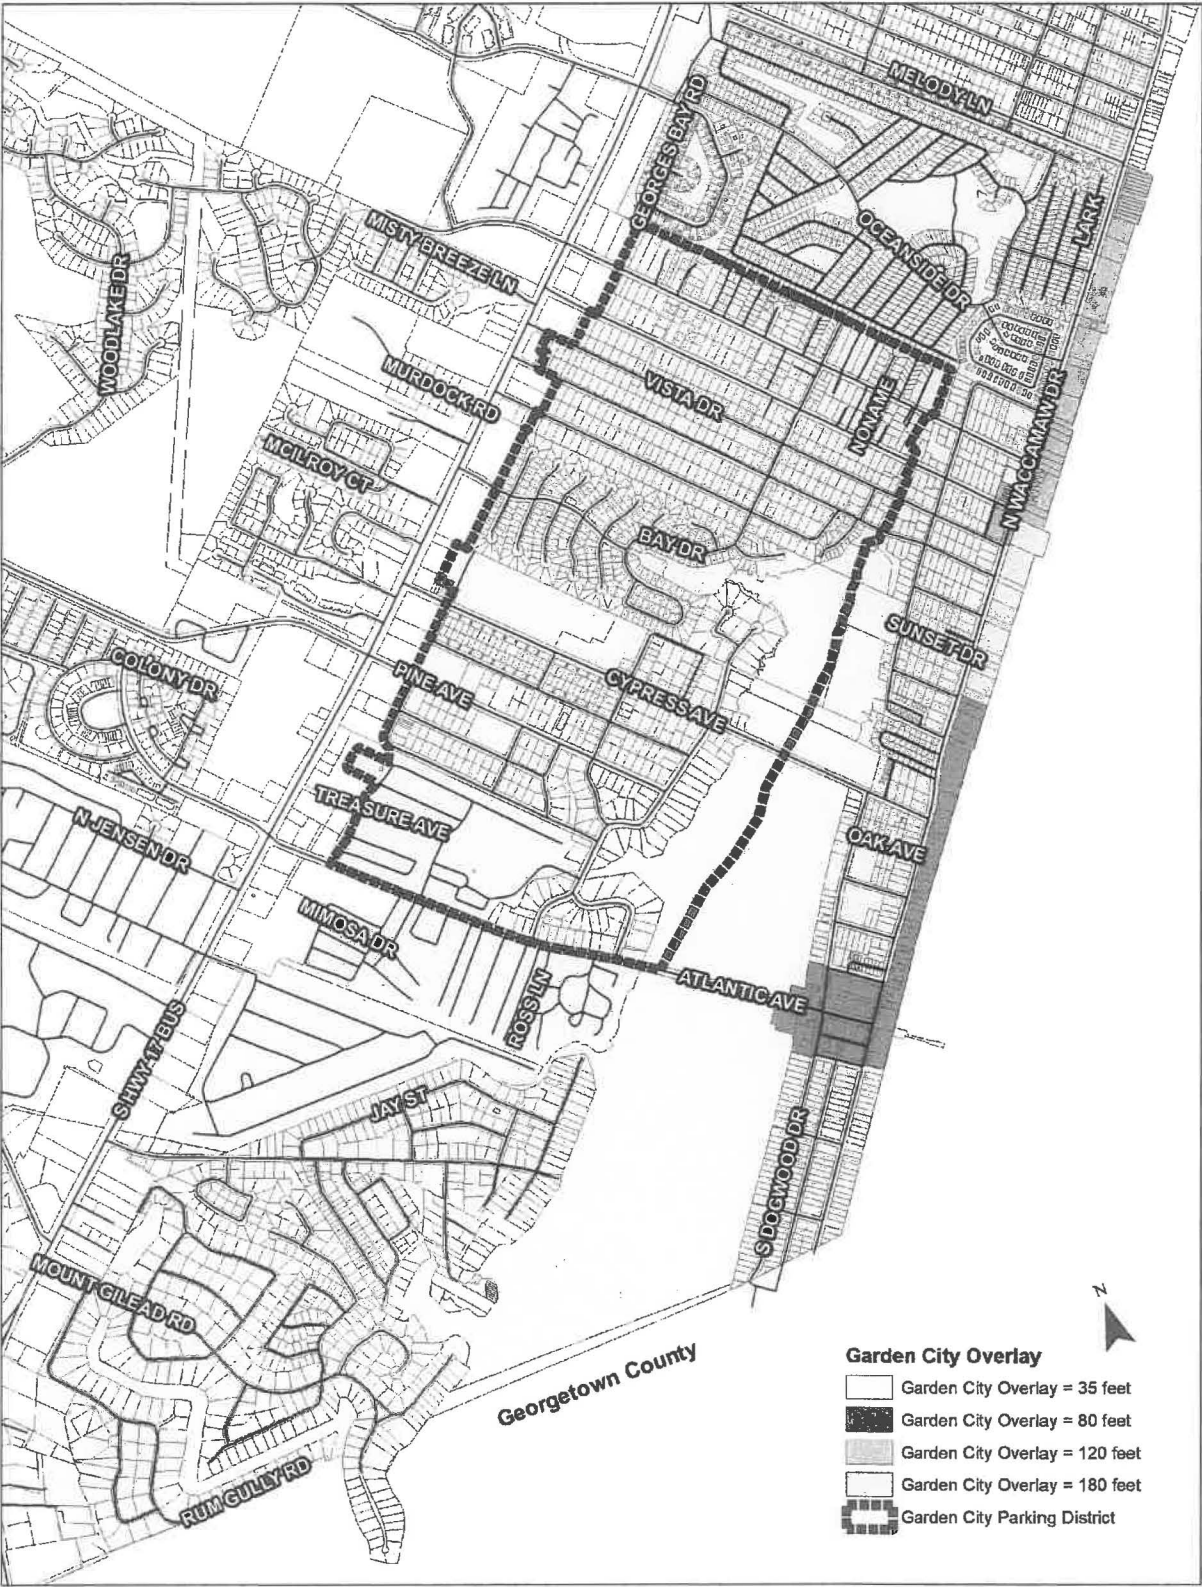 MELODY LN
GEORGES BAY RD
LARK
OCEANSIDE DR
MISTY BREEZE LN
WOODLAKE DR
MURDOCK RD
VISTA DR
NONAME
N WACCAMAW DR
MCILROY CT
BAY DR
SUNSET DR
COLONY DR
PINE AVE
CYPRESS AVE
TREASURE AVE
N JENSEN DR
OAK AVE
MIMOSA DR
ATLANTIC AVE
ROSS LN
S HWY 17 BUS
JAY ST
S DOGWOOD DR
MOUNT GILEAD RD
RUM GULLY RD
Georgetown County
N
Garden City Overlay
Garden City Overlay = 35 feet
Garden City Overlay = 80 feet
Garden City Overlay = 120 feet
Garden City Overlay = 180 feet
Garden City Parking District